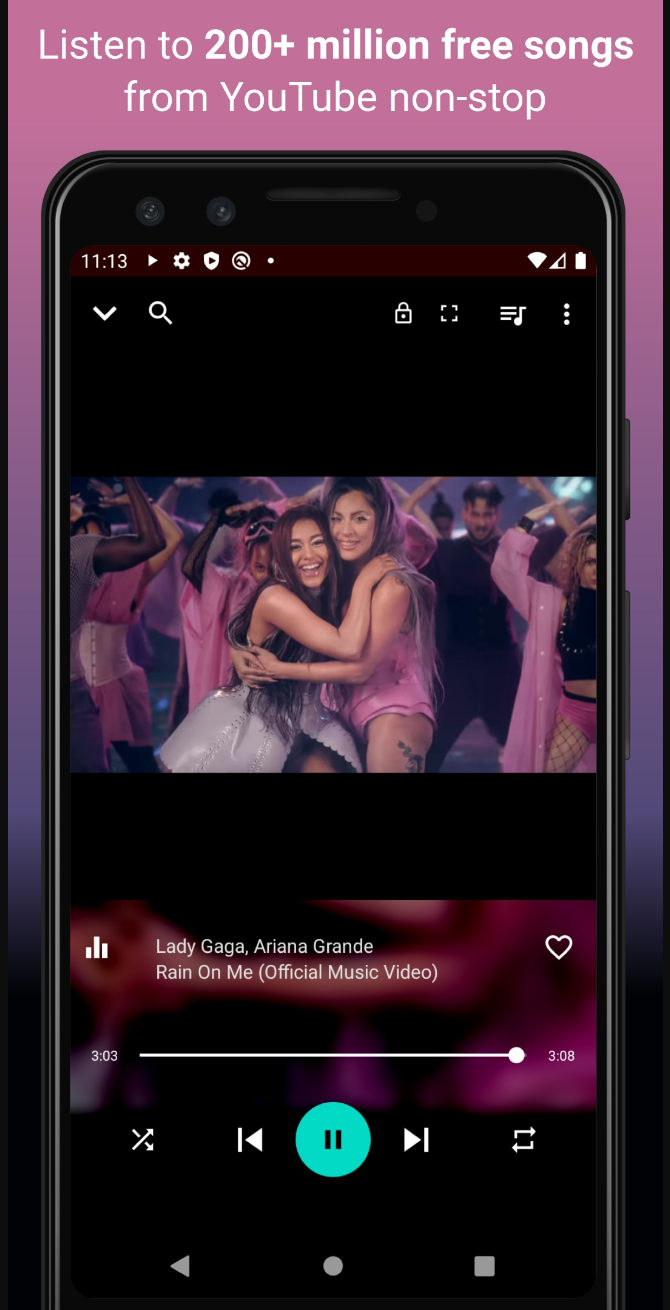 Listen to 200+ million free songs
from YouTube non-stop
11:13
Lady Gaga, Ariana Grande
Rain On Me (Official Music Video)
3:03
3:08